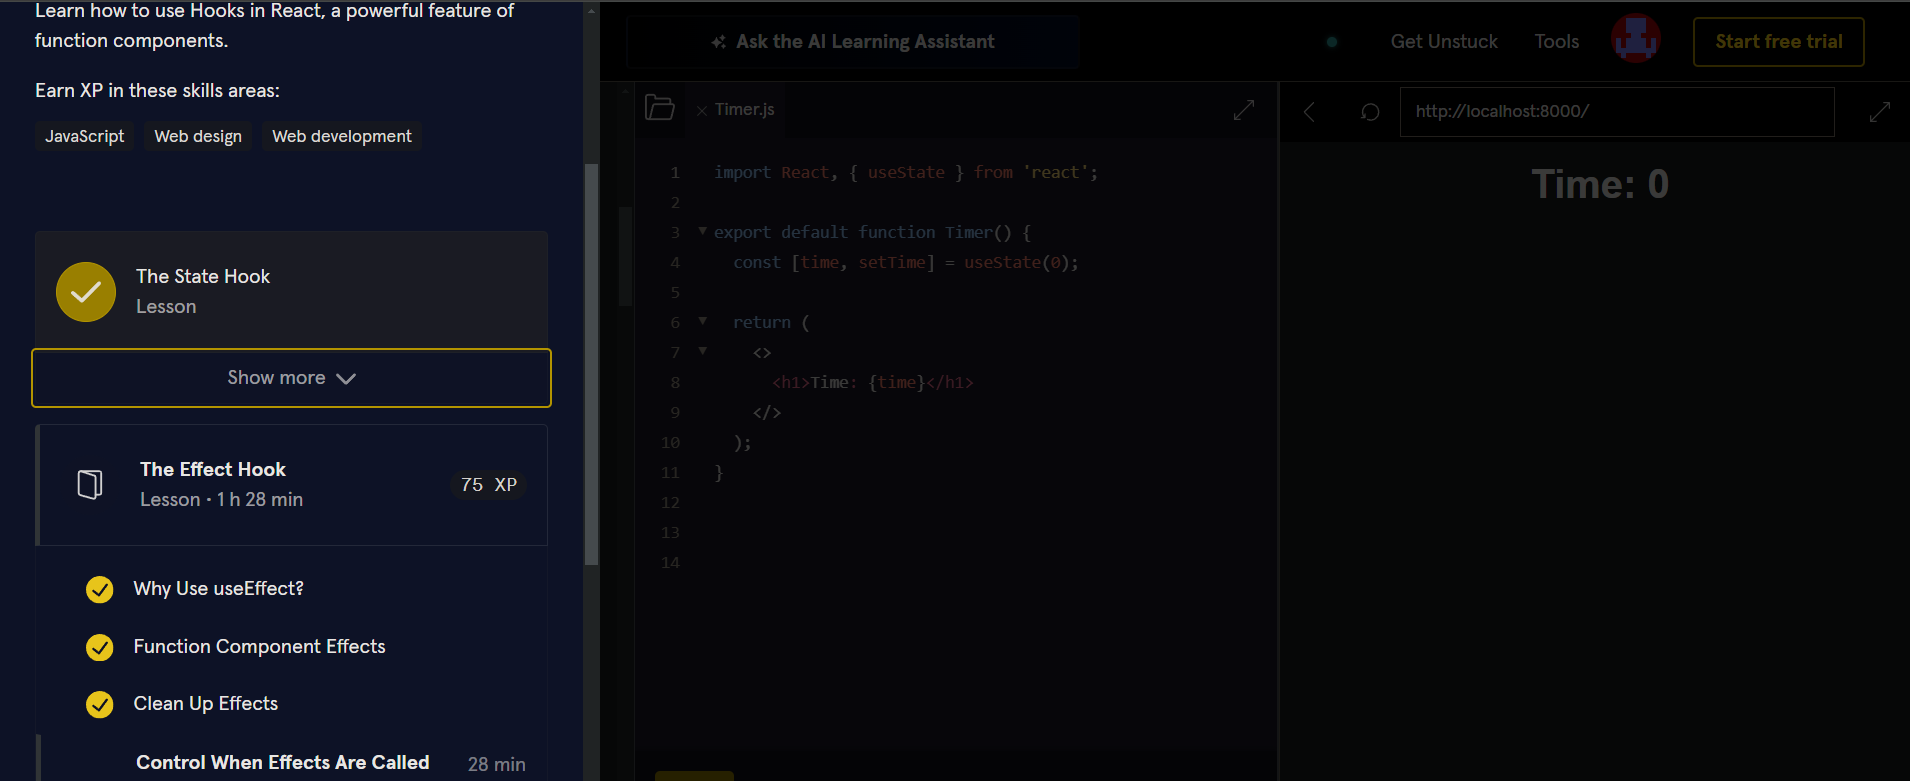 Learn how to use Hooks in React, a powerful feature of
function components.
Earn XP in these skills areas:
JavaScript Web design Web development
The State Hook
Lesson
Show more
The Effect Hook
Lesson • 1 h 28 min
75 XP
Why Use useEffect?
Function Component Effects
Clean Up Effects
Control When Effects Are Called 28 min
Ask the AI Learning Assistant
Get Unstuck Tools Start free trial
× Timer.js
1 import React, { useState } from 'react';
2
3 export default function Timer() {
4 const [time, setTime] = useState(0);
5
6 return (
7 <>
8 <h1>Time: {time}</h1>
9 </>
10 );
11 }
12
13
14
http://localhost:8000/
Time: 0